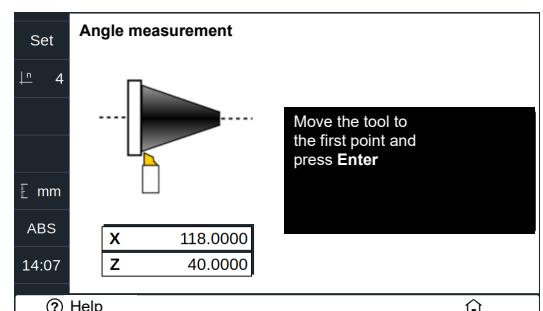 Set
Angle measurement
n 4
Move the tool to
the first point and
press Enter
mm
ABS
X 118.0000
14:07
Z 40.0000
? Help